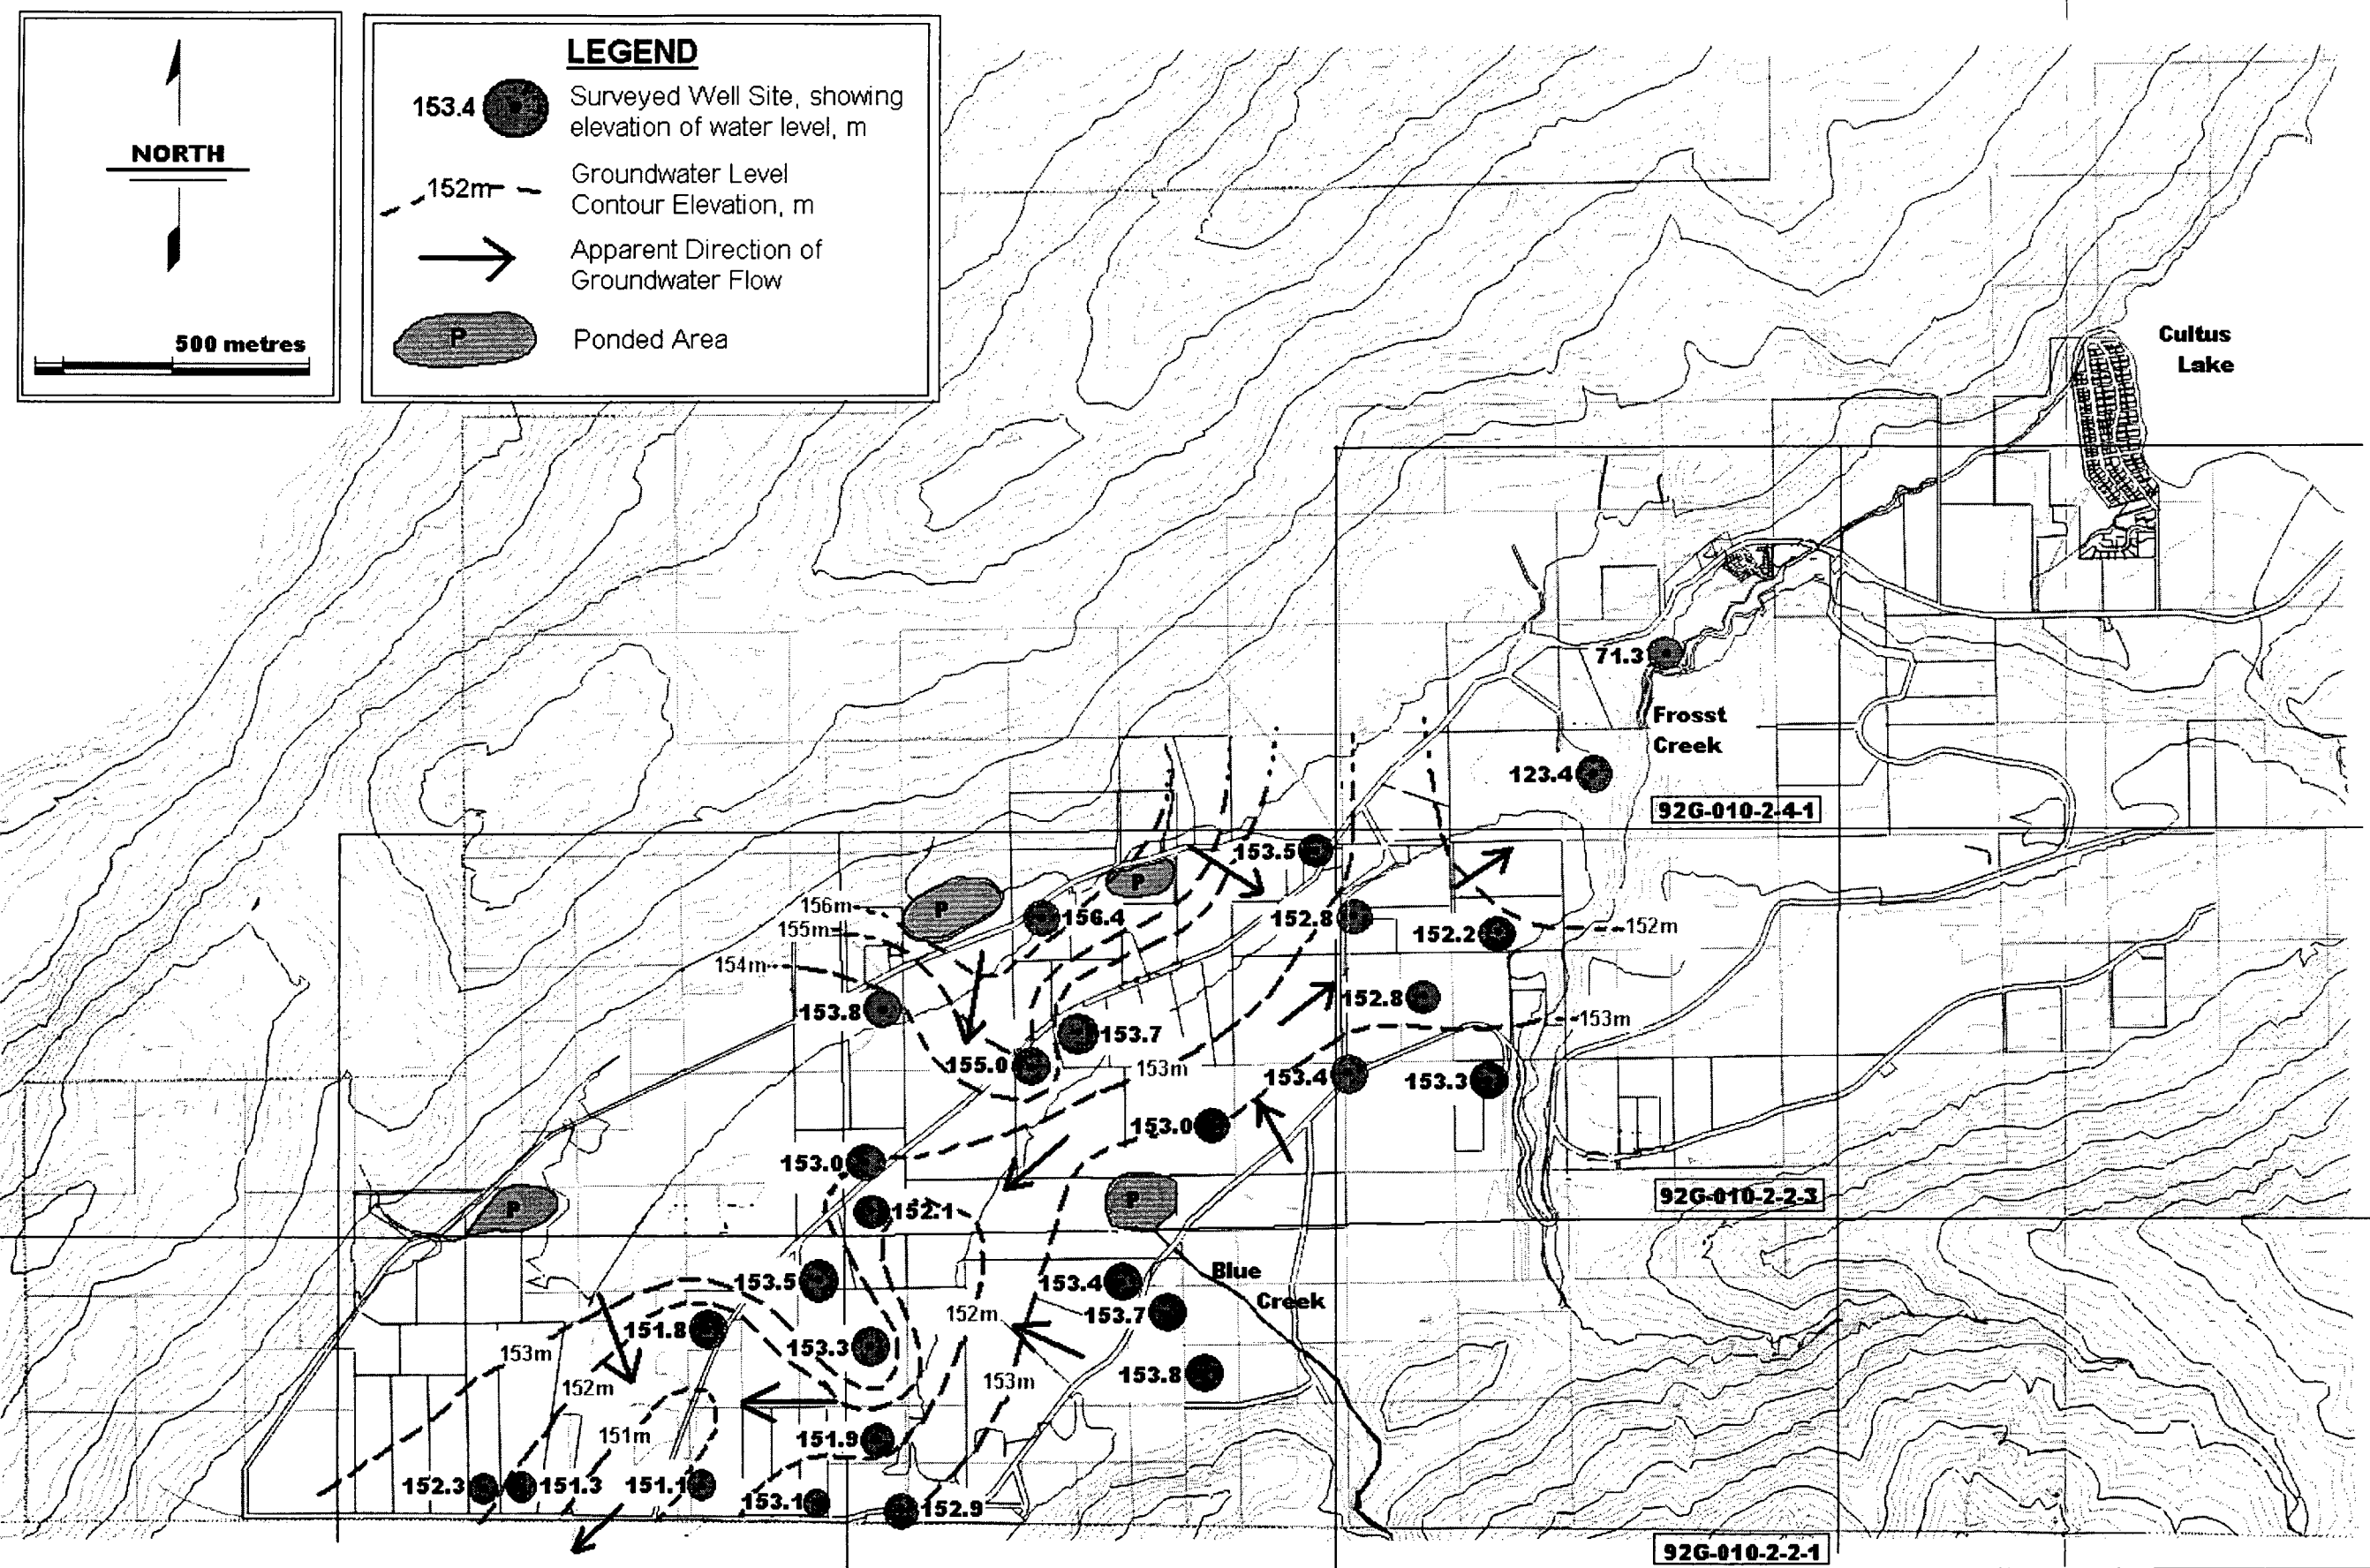 NORTH
500 metres
LEGEND
153.4
Surveyed Well Site, showing
elevation of water level, m
152m
Groundwater Level
Contour Elevation, m
Apparent Direction of
Groundwater Flow
P
Ponded Area
Cultus
Lake
71.3
Frosst
Creek
123.4
92G-010-2-4-1
153.5
P
156m
P
156.4
152.8
152.2
152m
155m
154m
153.8
152.8
153m
153.7
155.0
153m
153.4
153.3
153.0
153.0
P
P
152.1
92G-010-2-2-3
153.5
153.4
Blue
Creek
153.7
152m
151.8
153.3
153m
153.8
153m
152m
151m
151.9
152.3
151.3
151.1
153.1
152.9
92G-010-2-2-1